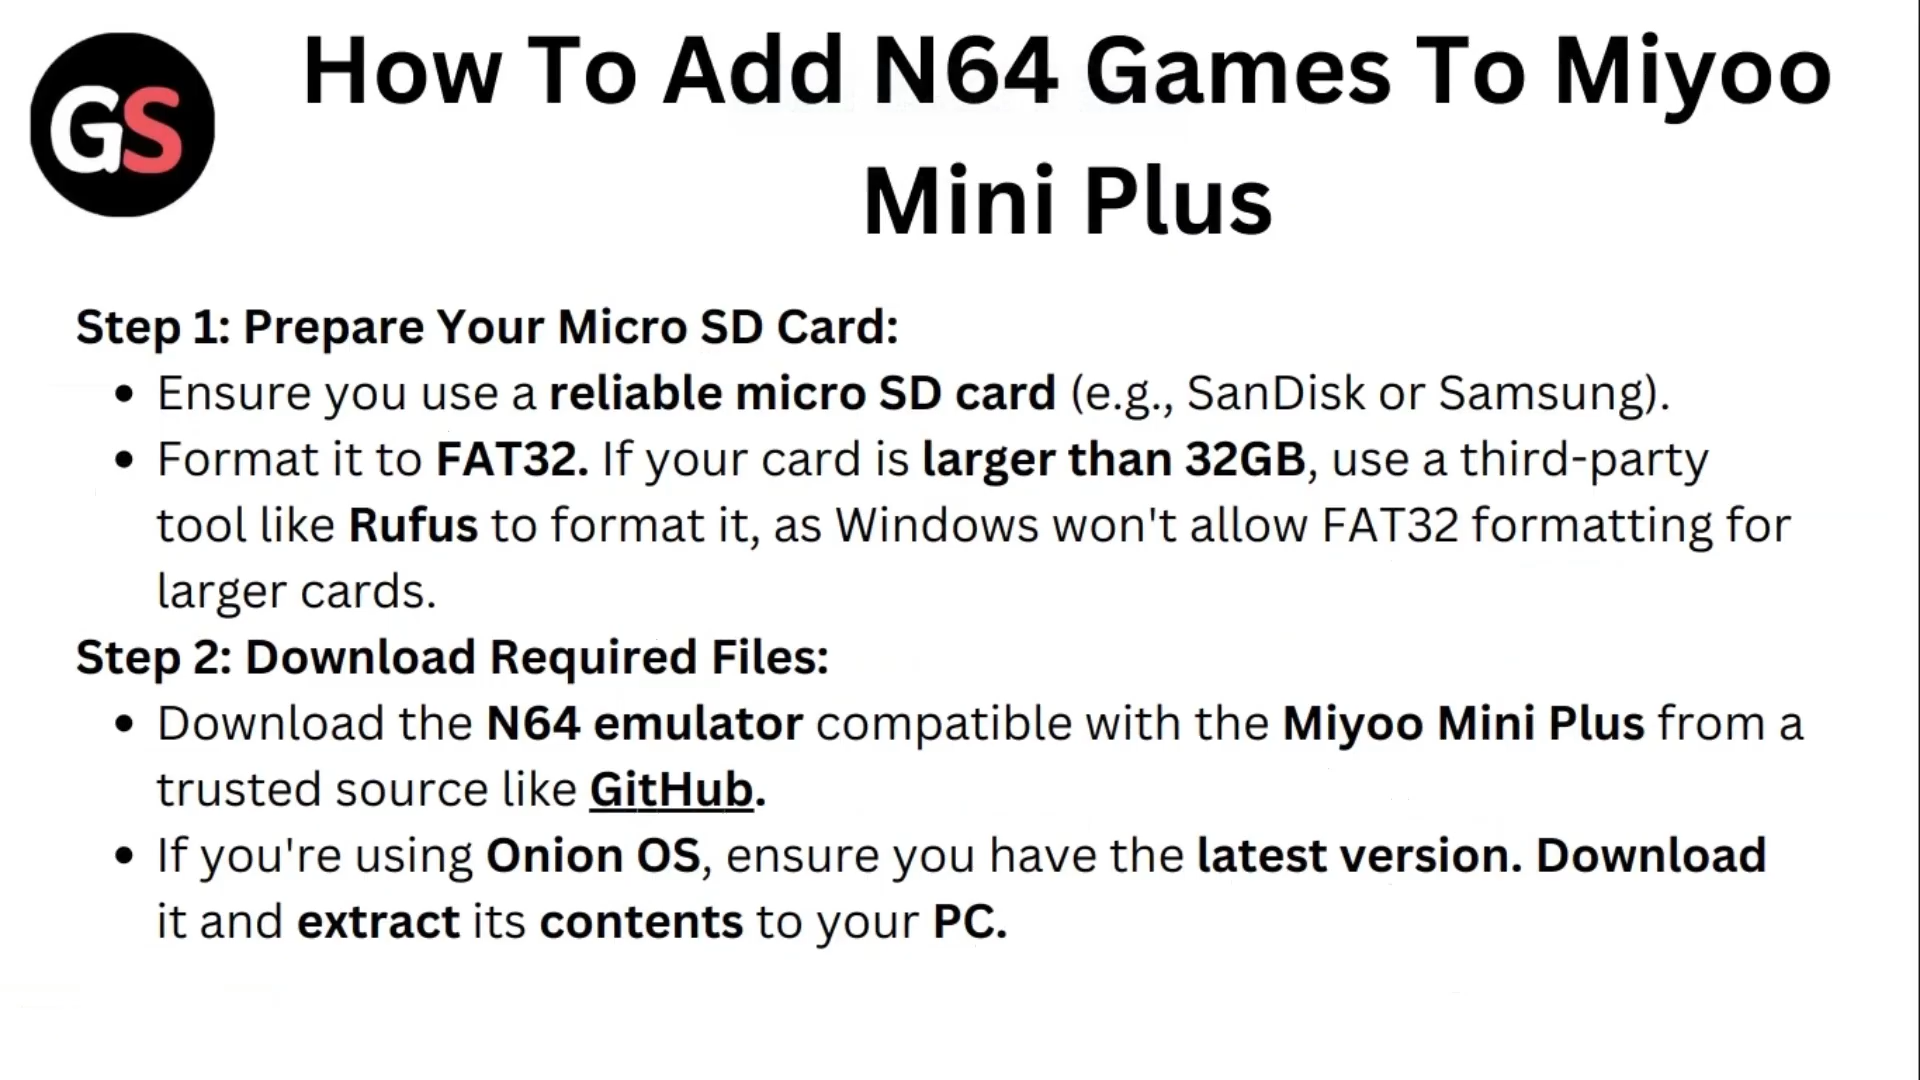 GS
How To Add N64 Games To Miyoo
Mini Plus
Step 1: Prepare Your Micro SD Card:
• Ensure you use a reliable micro SD card (e.g., SanDisk or Samsung).
• Format it to FAT32. If your card is larger than 32GB, use a third-party
tool like Rufus to format it, as Windows won't allow FAT32 formatting for
larger cards.
Step 2: Download Required Files:
• Download the N64 emulator compatible with the Miyoo Mini Plus from a
trusted source like GitHub.
• If you're using Onion OS, ensure you have the latest version. Download
it and extract its contents to your PC.